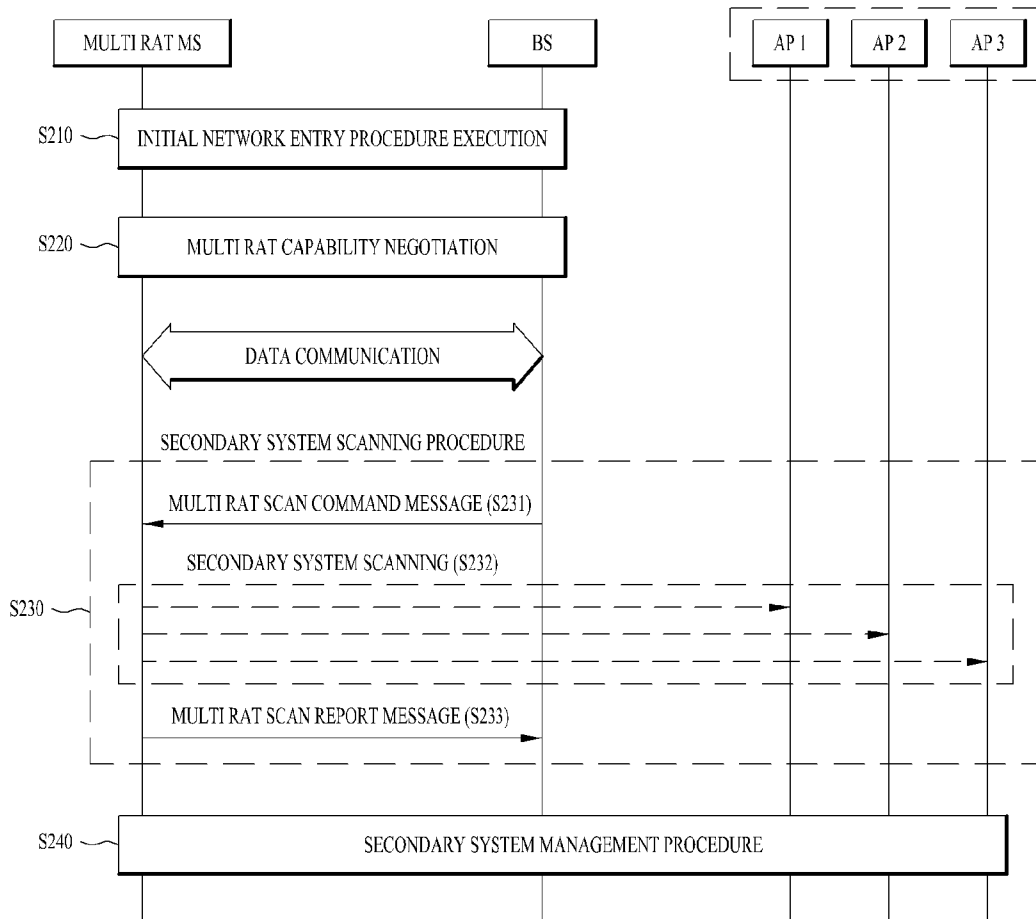 MULTI RAT MS
BS
AP 1
AP 2
AP 3
S210
INITIAL NETWORK ENTRY PROCEDURE EXECUTION
S220
MULTI RAT CAPABILITY NEGOTIATION
DATA COMMUNICATION
SECONDARY SYSTEM SCANNING PROCEDURE
MULTI RAT SCAN COMMAND MESSAGE (S231)
SECONDARY SYSTEM SCANNING (S232)
S230
MULTI RAT SCAN REPORT MESSAGE (S233)
S240
SECONDARY SYSTEM MANAGEMENT PROCEDURE